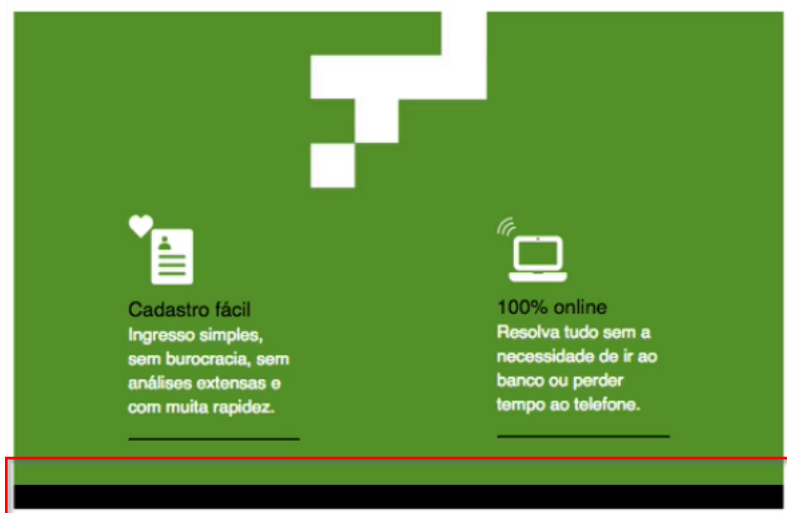 Cadastro fácil
Ingresso simples,
sem burocracia, sem
análises extensas e
com muita rapidez.
100% online
Resolva tudo sem a
necessidade de ir ao
banco ou perder
tempo ao telefone.